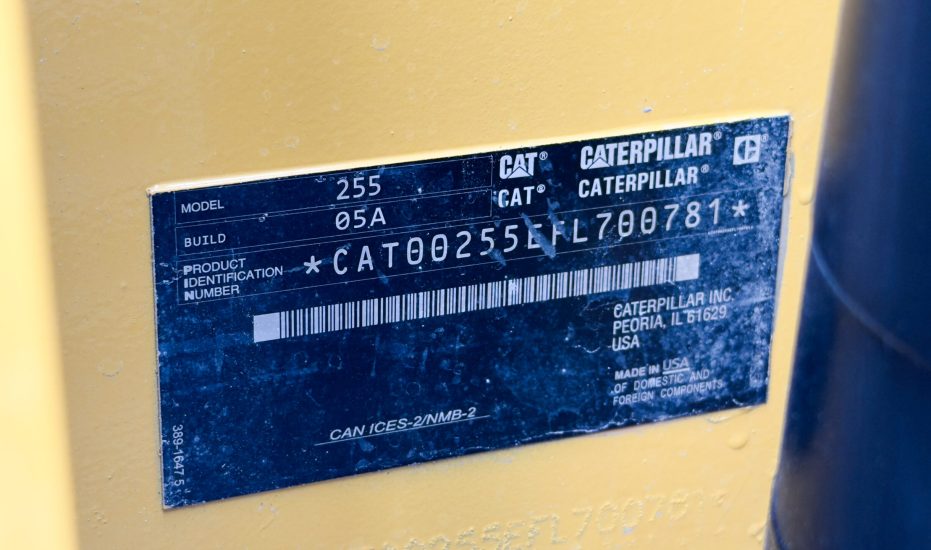 CAT® CATERPILLAR®
CAT® CATERPILLAR®
MODEL 255
BUILD 05A
PRODUCT
IDENTIFICATION
NUMBER
*CAT00255EFL700781*
CATERPILLAR INC.
PEORIA, IL 61629
USA
MADE IN USA
OF DOMESTIC AND
FOREIGN COMPONENTS
CAN ICES-2/NMB-2
389-1647 5